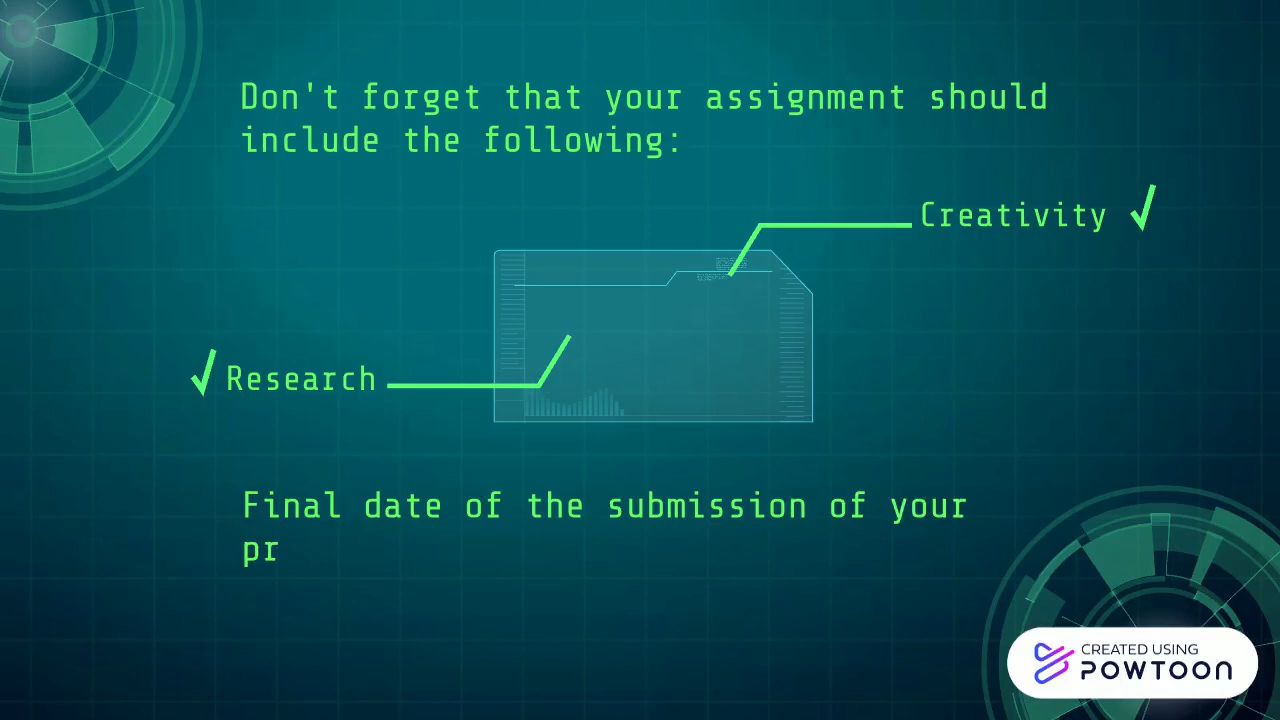 Don't forget that your assignment should
include the following:
Creativity
Research
Final date of the submission of your
pr
CREATED USING
POWTOON